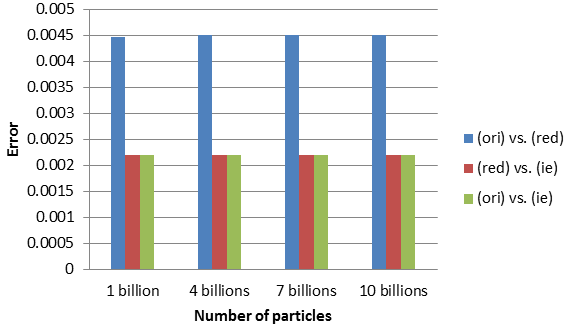 0.005
0.0045
0.004
0.0035
0.003
0.0025
0.002
0.0015
0.001
0.0005
0
Error
1 billion 4 billions 7 billions 10 billions
Number of particles
(ori) vs. (red)
(red) vs. (ie)
(ori) vs. (ie)